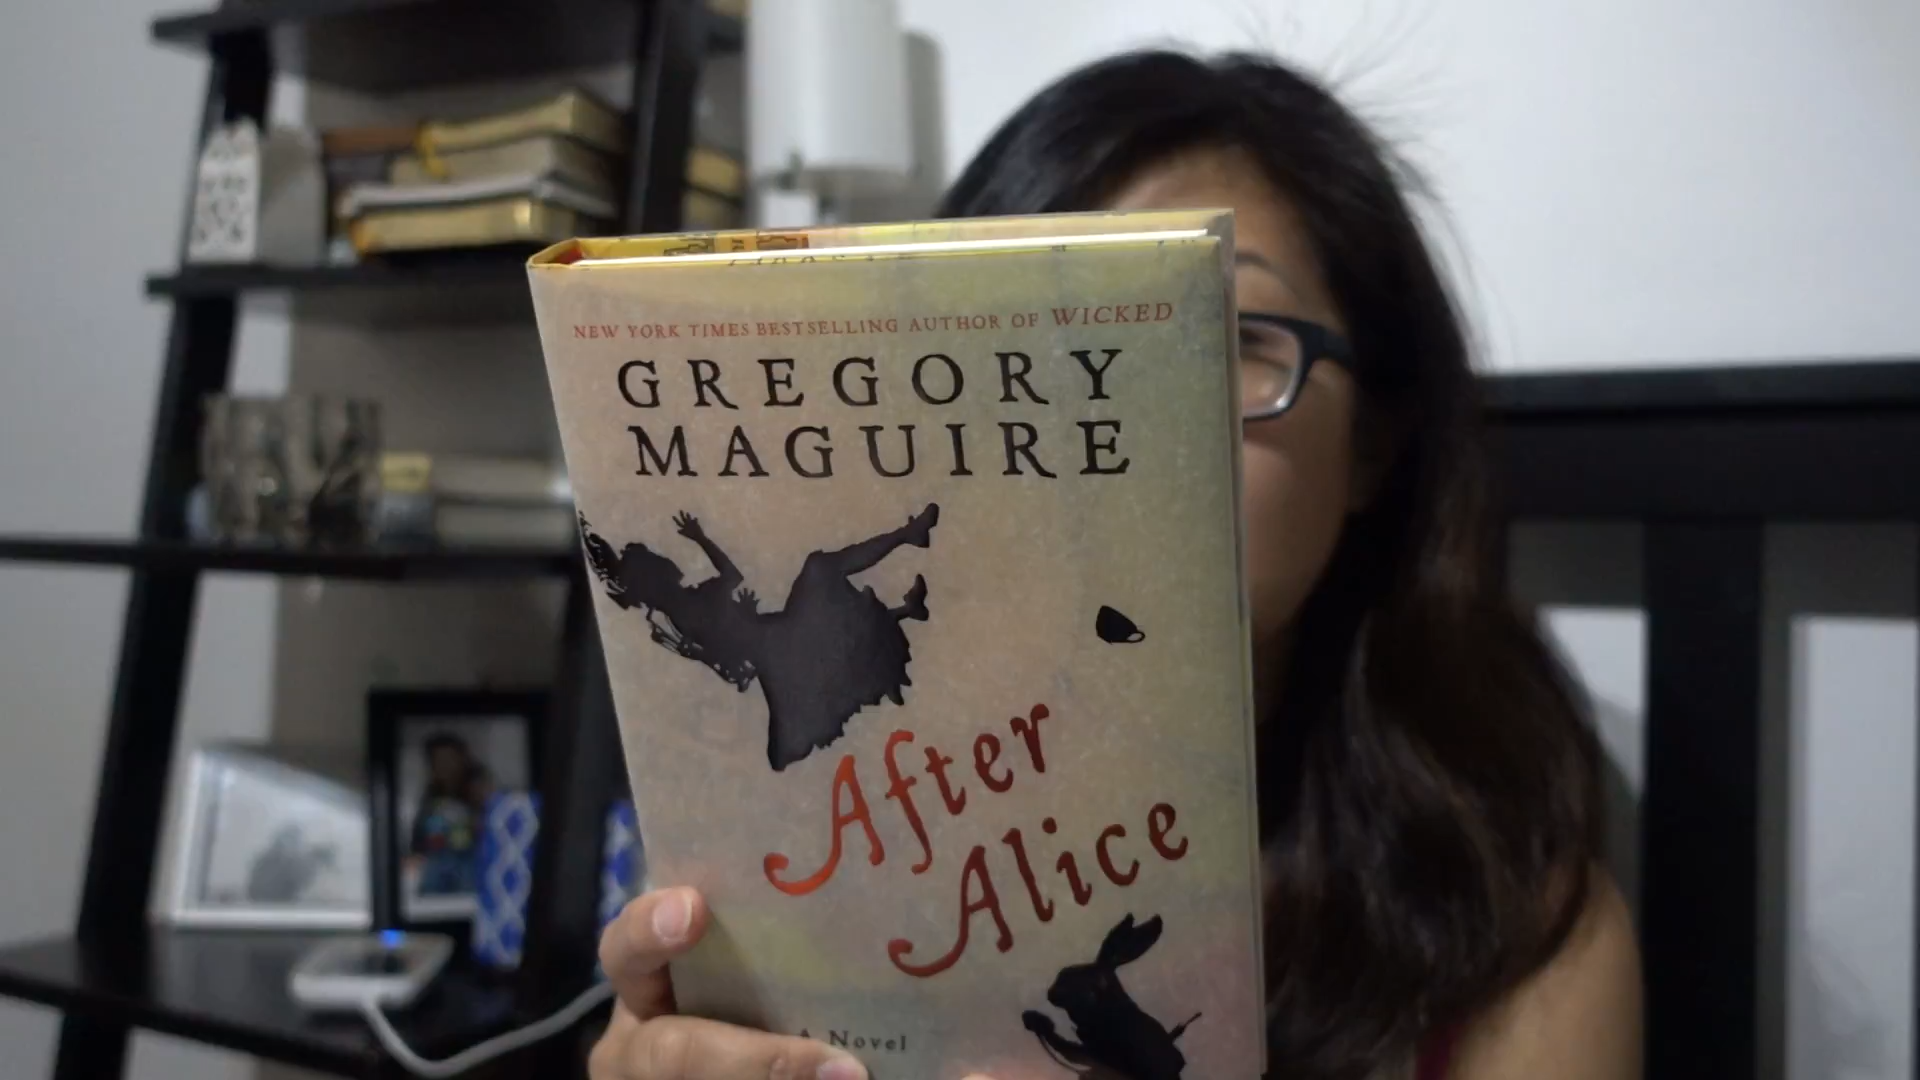 NEW YORK TIMES BESTSELLING AUTHOR OF WICKED
GREGORY
MAGUIRE
After
Alice
A Novel